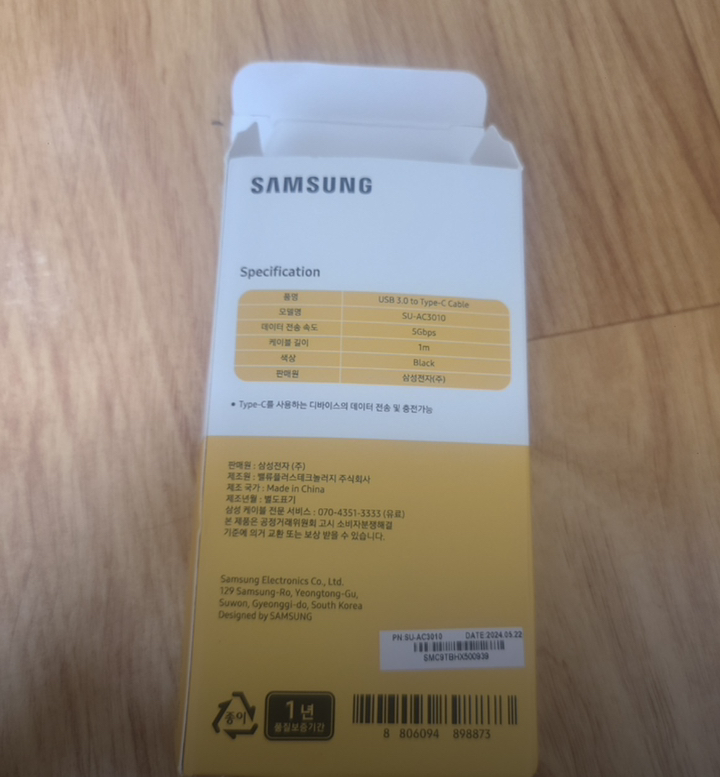 SAMSUNG
Specification
품명 USB 3.0 to Type-C Cable
모델명 SU-AC3010
데이터 전송 속도 5Gbps
케이블 길이 1m
색상 Black
판매원 삼성전자(주)
• Type-C를 사용하는 디바이스의 데이터 전송 및 충전가능
판매원 : 삼성전자 (주)
제조원 : 밸류플러스테크놀러지 주식회사
제조 국가 : Made in China
제조년월 : 별도표기
삼성 케이블 전문 서비스 : 070-4351-3333 (유료)
본 제품은 공정거래위원회 고시 소비자분쟁해결
기준에 의거 교환 또는 보상 받을 수 있습니다.
Samsung Electronics Co., Ltd.
129 Samsung-Ro, Yeongtong-Gu,
Suwon, Gyeonggi-do, South Korea
Designed by SAMSUNG
PN:SU-AC3010 DATE:2024.05.22
SMC9TBHX500939
종이
1년
품질보증기간
8 806094 898873